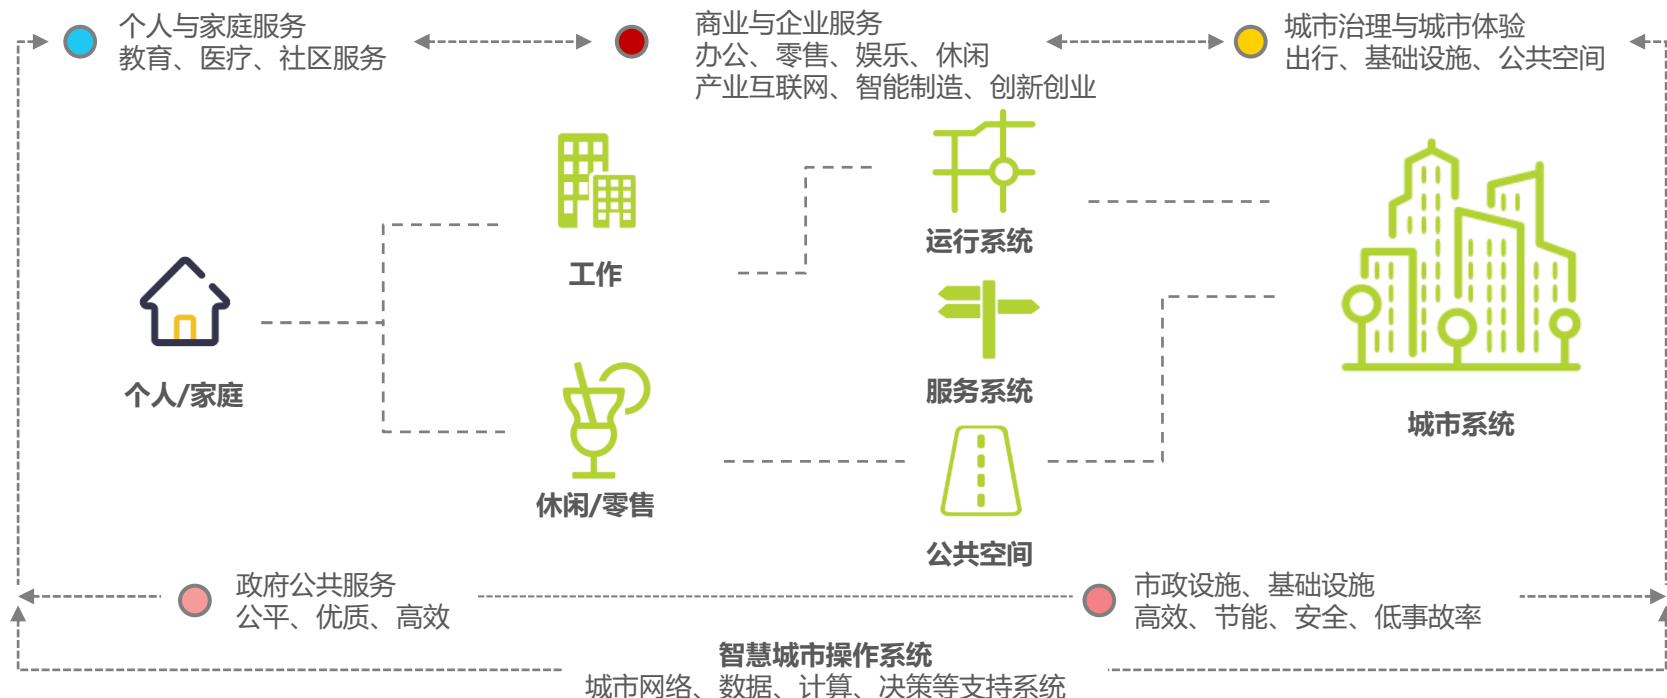 个人与家庭服务
教育、医疗、社区服务
商业与企业服务
办公、零售、娱乐、休闲
产业互联网、智能制造、创新创业
城市治理与城市体验
出行、基础设施、公共空间
工作
运行系统
个人/家庭
服务系统
城市系统
休闲/零售
公共空间
政府公共服务
公平、优质、高效
市政设施、基础设施
高效、节能、安全、低事故率
智慧城市操作系统
城市网络、数据、计算、决策等支持系统